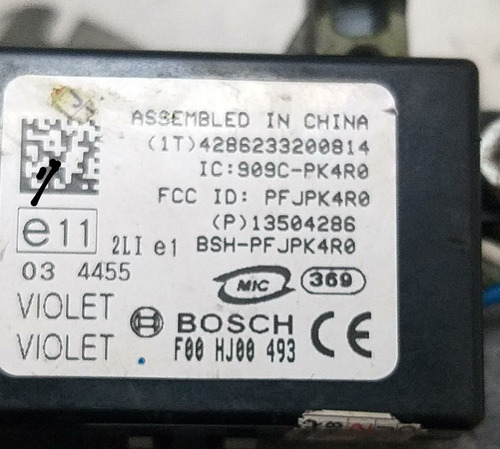 ASSEMBLED IN CHINA
(1T)4286233200814
IC:909C-PK4R0
FCC ID: PFJPK4R0
(P)13504286
e11 2LI e1 BSH-PFJPK4R0
03 4455
MIC 369
VIOLET
VIOLET
BOSCH CE
F00 HJ00 493